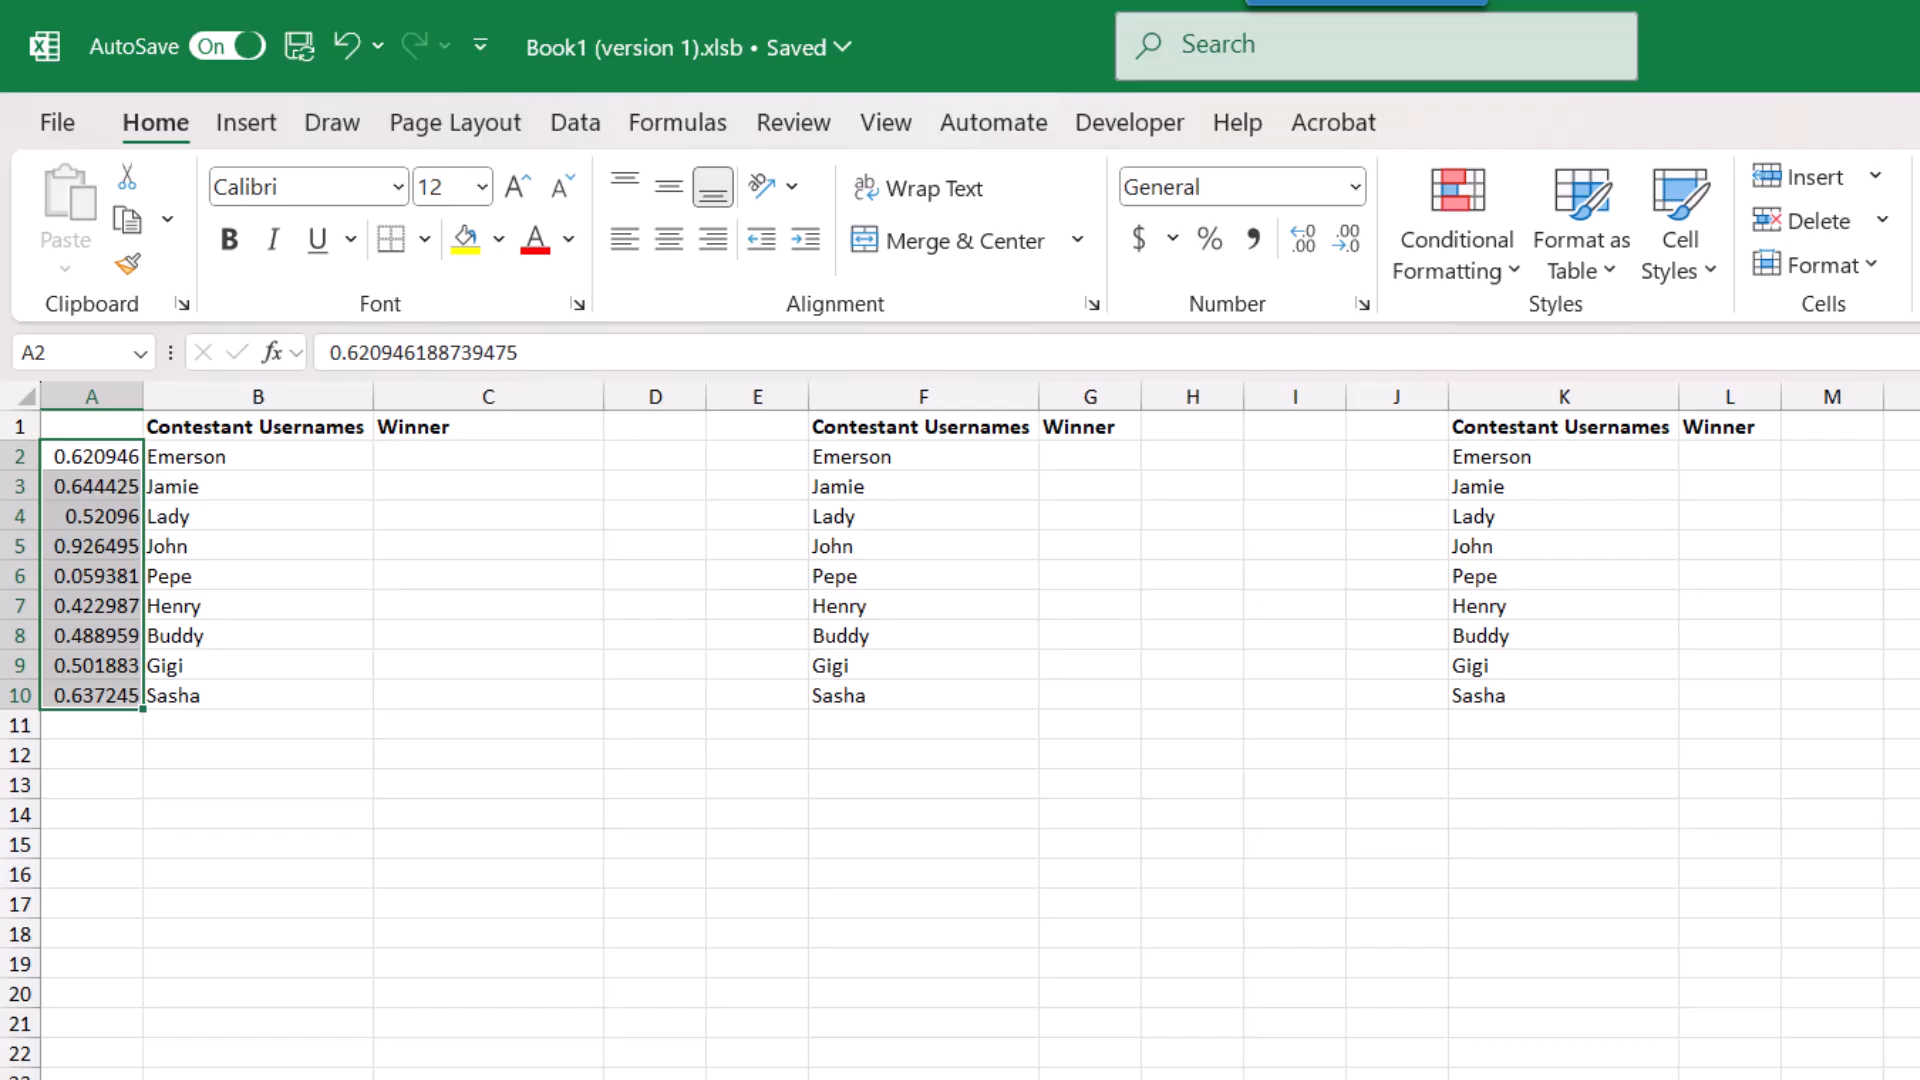 AutoSave On Book1 (version 1).xlsb • Saved Search
File Home Insert Draw Page Layout Data Formulas Review View Automate Developer Help Acrobat
Paste
Clipboard
Calibri 12
B I U
Font
Wrap Text
Merge & Center
Alignment
General
$ % 9
Number
Conditional Formatting
Format as Table
Cell Styles
Styles
Insert
Delete
Format
Cells
A2 fx 0.620946188739475
A B C D E F G H I J K L M
1 Contestant Usernames Winner Contestant Usernames Winner Contestant Usernames Winner
2 0.620946 Emerson Emerson Emerson
3 0.644425 Jamie Jamie Jamie
4 0.52096 Lady Lady Lady
5 0.926495 John John John
6 0.059381 Pepe Pepe Pepe
7 0.422987 Henry Henry Henry
8 0.488959 Buddy Buddy Buddy
9 0.501883 Gigi Gigi Gigi
10 0.637245 Sasha Sasha Sasha
11
12
13
14
15
16
17
18
19
20
21
22